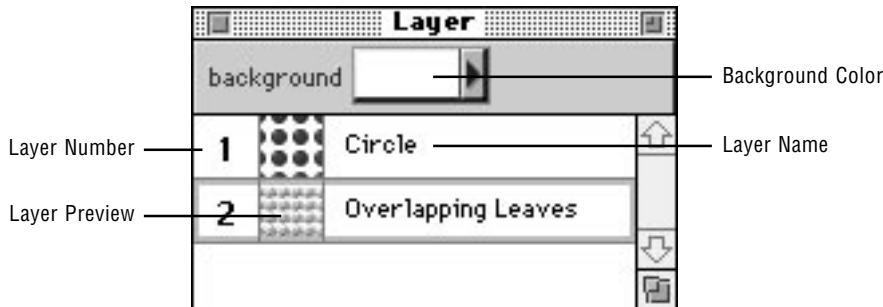 Layer
background
Background Color
Layer Number
1
Circle
Layer Name
Layer Preview
2
Overlapping Leaves